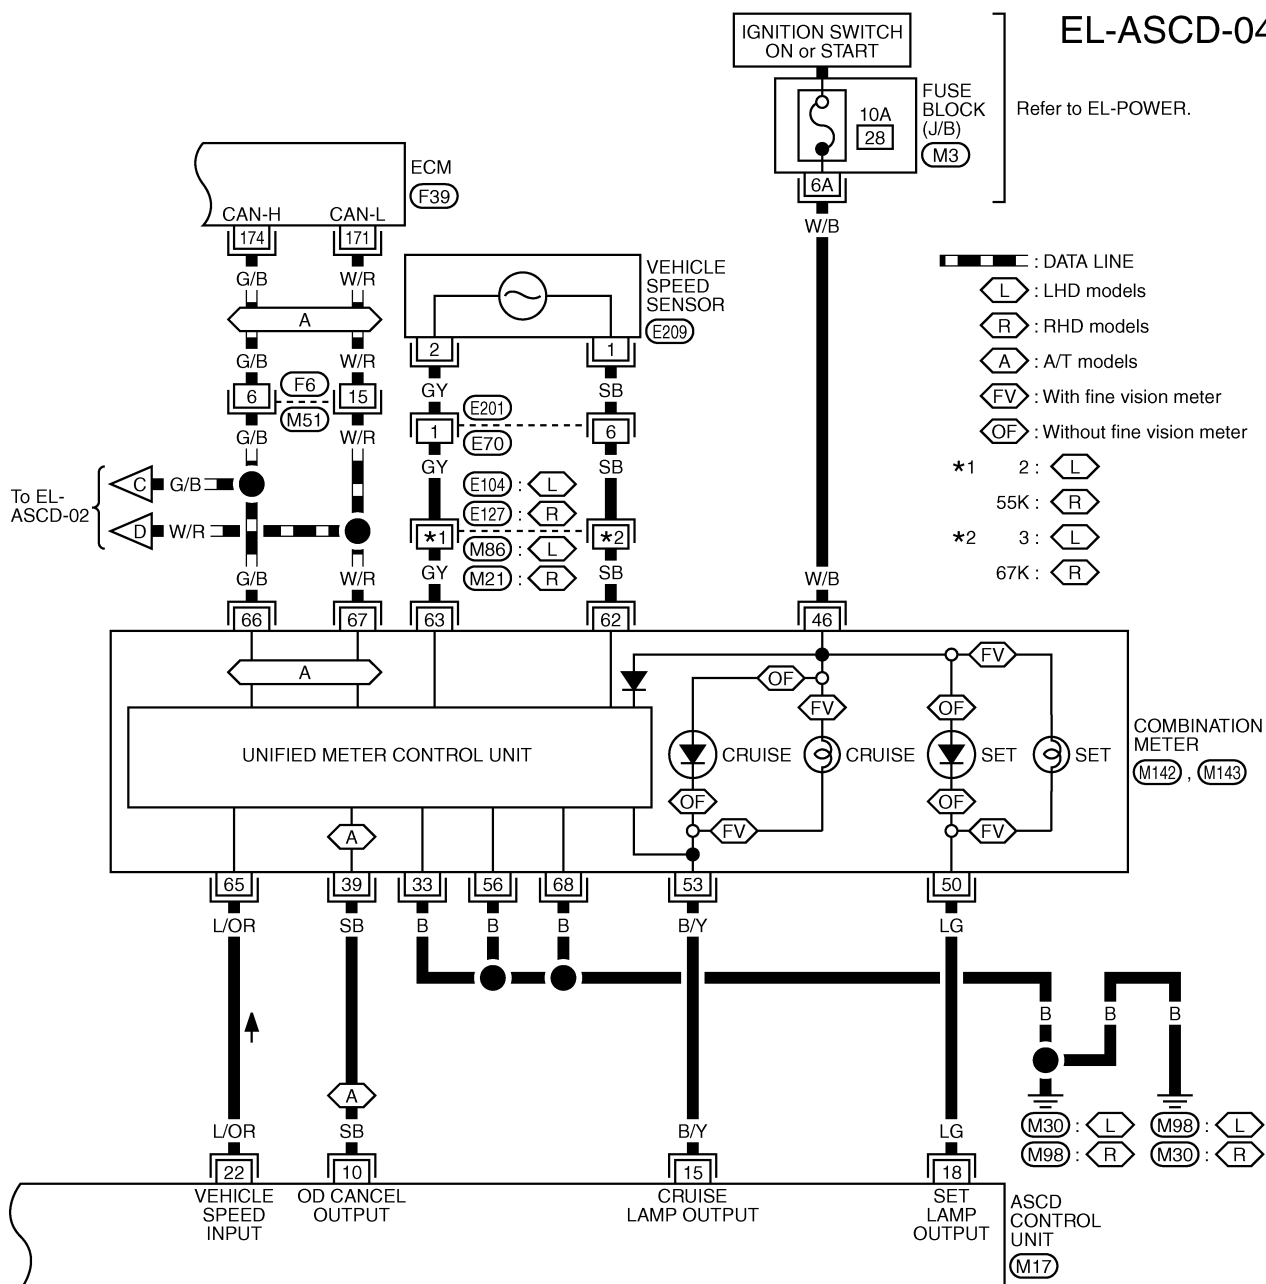 EL-ASCD-04
IGNITION SWITCH
ON or START
FUSE
BLOCK
(J/B)
M3
10A
28
6A
Refer to EL-POWER.
W/B
ECM
F39
CAN-H
CAN-L
174
171
G/B
W/R
A
G/B
W/R
6
F6
15
M51
G/B
W/R
To EL-
ASCD-02
C
G/B
D
W/R
G/B
W/R
66
67
VEHICLE
SPEED
SENSOR
E209
2
1
GY
SB
1
E201
E70
6
GY
SB
E104 : L
E127 : R
*1
*2
M86 : L
M21 : R
GY
SB
63
62
W/B
46
: DATA LINE
L : LHD models
R : RHD models
A : A/T models
FV : With fine vision meter
OF : Without fine vision meter
*1 2 : L
55K : R
*2 3 : L
67K : R
A
UNIFIED METER CONTROL UNIT
OF
FV
FV
OF
CRUISE
CRUISE
SET
SET
OF
FV
OF
FV
COMBINATION
METER
M142 , M143
A
65
39
33
56
68
53
50
L/OR
SB
B
B
B
B/Y
LG
B
B
B
A
L/OR
SB
B/Y
LG
M30 : L
M98 : L
M98 : R
M30 : R
22
10
15
18
VEHICLE
SPEED
INPUT
OD CANCEL
OUTPUT
CRUISE
LAMP OUTPUT
SET
LAMP
OUTPUT
ASCD
CONTROL
UNIT
M17